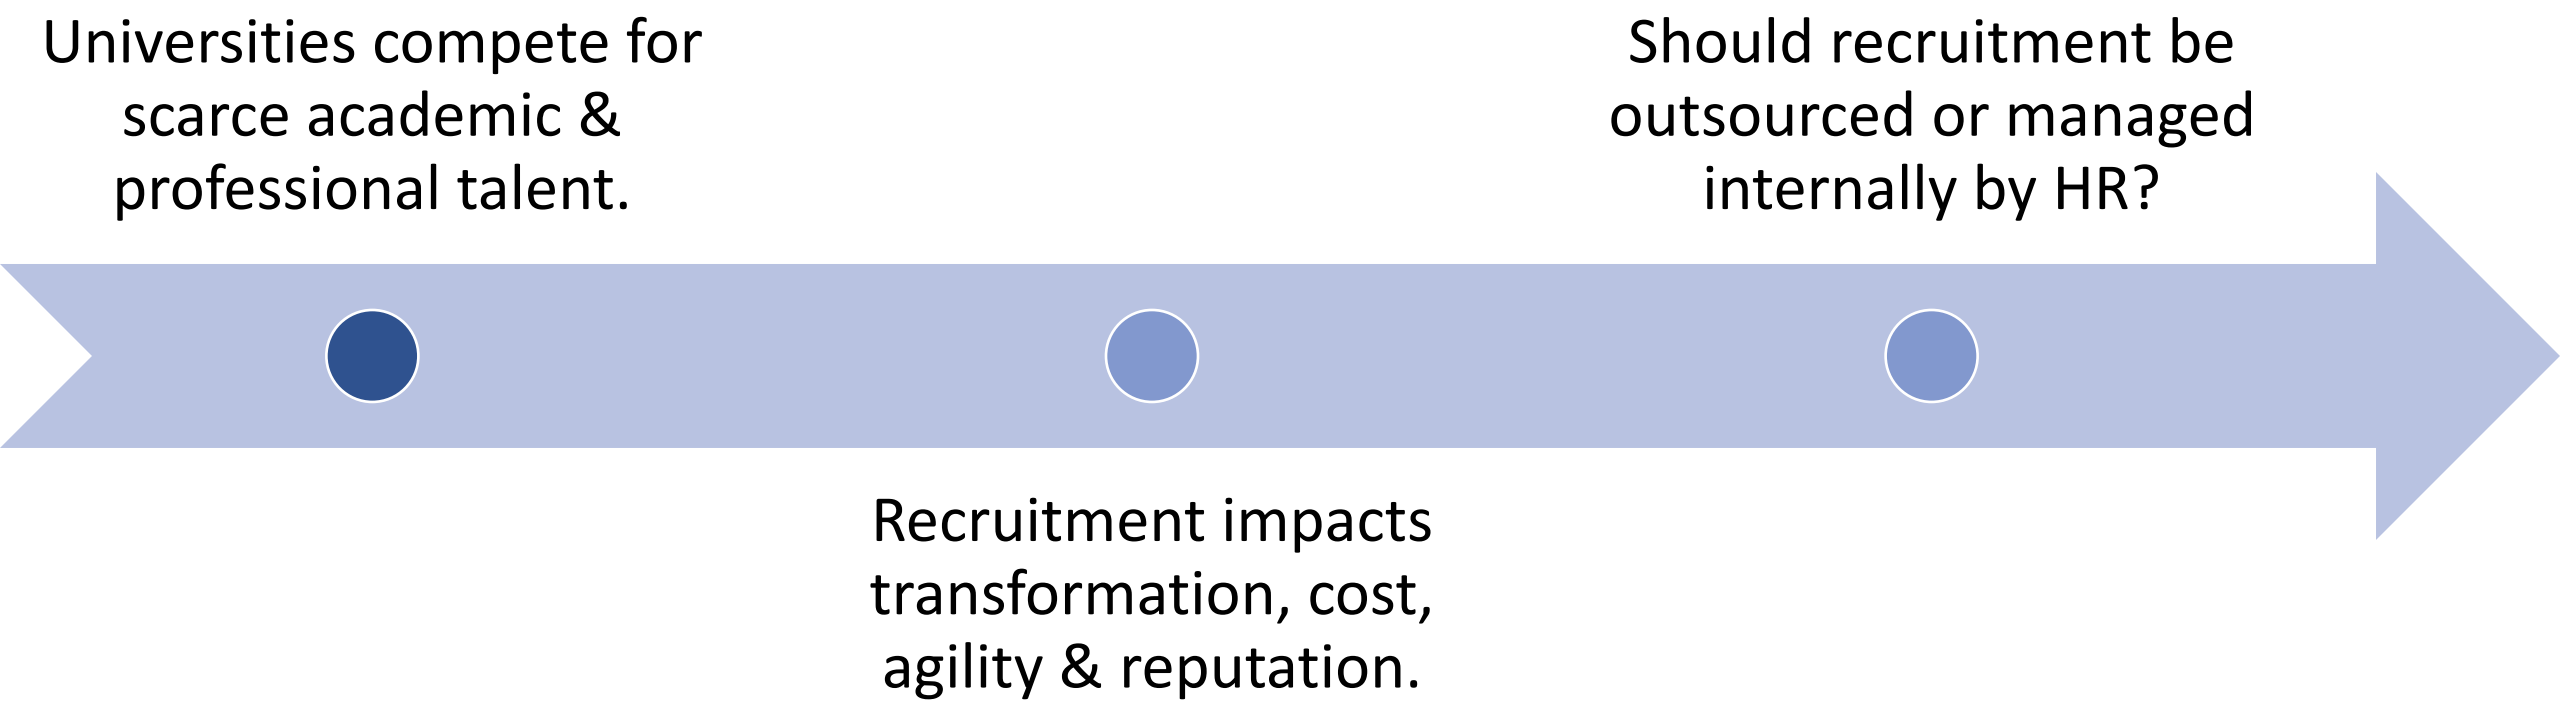 Universities compete for
scarce academic &
professional talent.
Recruitment impacts
transformation, cost,
agility & reputation.
Should recruitment be
outsourced or managed
internally by HR?